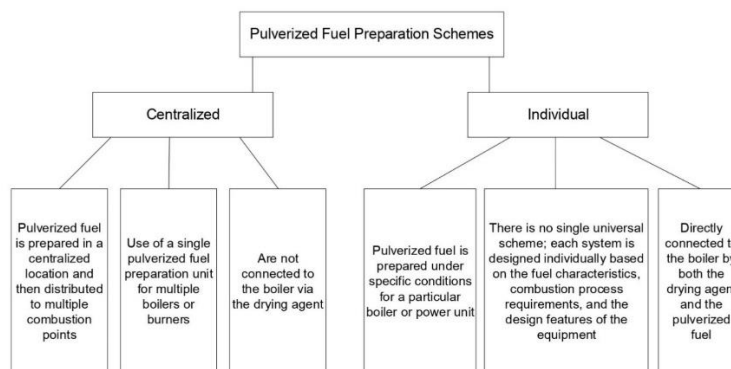 Pulverized Fuel Preparation Schemes
Centralized
Individual
Pulverized fuel
is prepared in a
centralized
location and
then distributed
to multiple
combustion
points
Use of a single
pulverized fuel
preparation unit
for multiple
boilers or
burners
Are not
connected to
the boiler via
the drying agent
Pulverized fuel is
prepared under
specific conditions
for a particular
boiler or power unit
There is no single universal
scheme; each system is
designed individually based
on the fuel characteristics,
combustion process
requirements, and the
design features of the
equipment
Directly
connected t
the boiler by
both the
drying agen
and the
pulverized
fuel